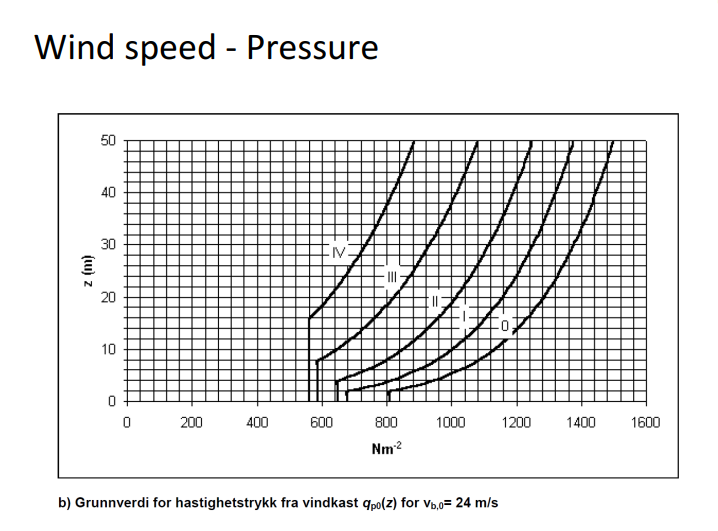 Wind speed - Pressure
50
40
30
20
10
0
z (m)
IV
III
II
I
0
0 200 400 600 800 1000 1200 1400 1600
Nm-2
b) Grunnverdi for hastighetstrykk fra vindkast qp0(z) for vb,0= 24 m/s